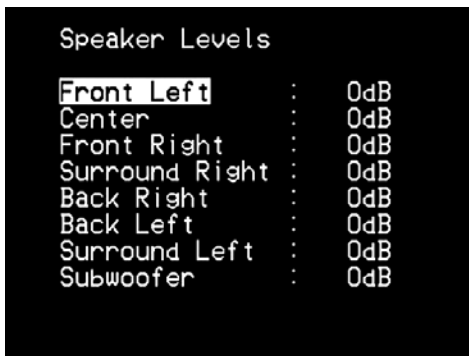 Speaker Levels
Front Left : 0dB
Center : 0dB
Front Right : 0dB
Surround Right : 0dB
Back Right : 0dB
Back Left : 0dB
Surround Left : 0dB
Subwoofer : 0dB